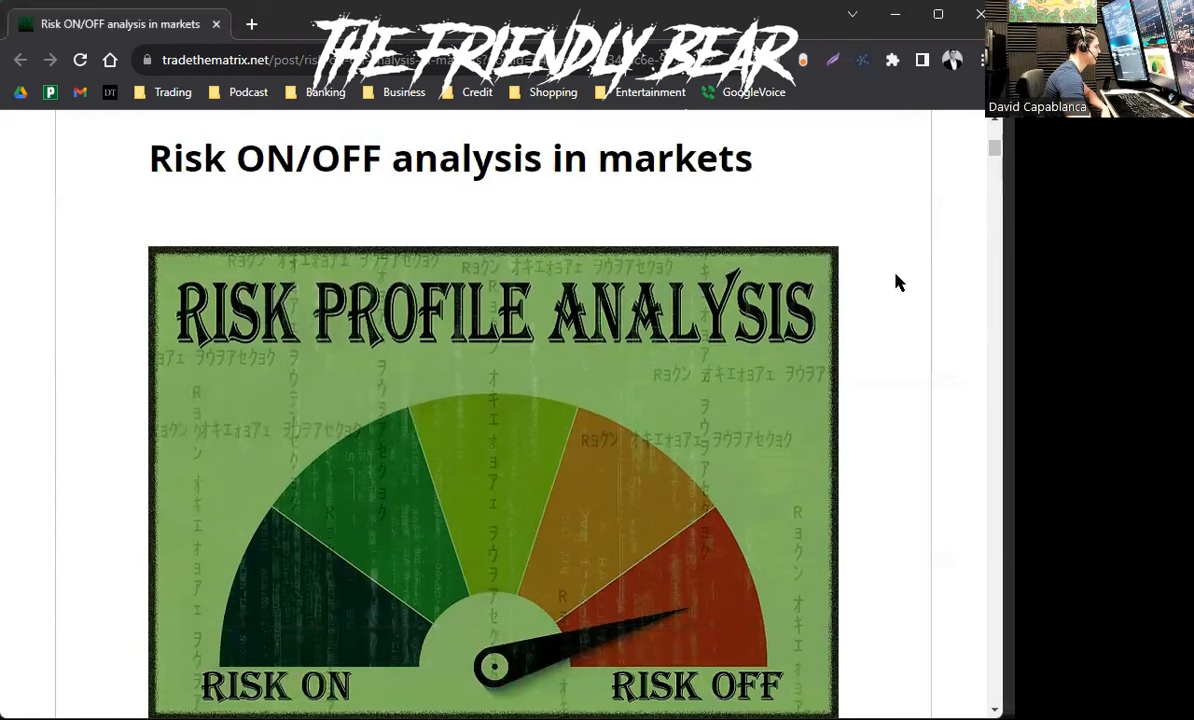 Risk ON/OFF analysis in markets
THE FRIENDLY BEAR
tradethematrix.net/post/
Trading
Podcast
Banking
Business
Credit
Shopping
Entertainment
GoogleVoice
David Capablanca
Risk ON/OFF analysis in markets
RISK PROFILE ANALYSIS
RISK ON
RISK OFF